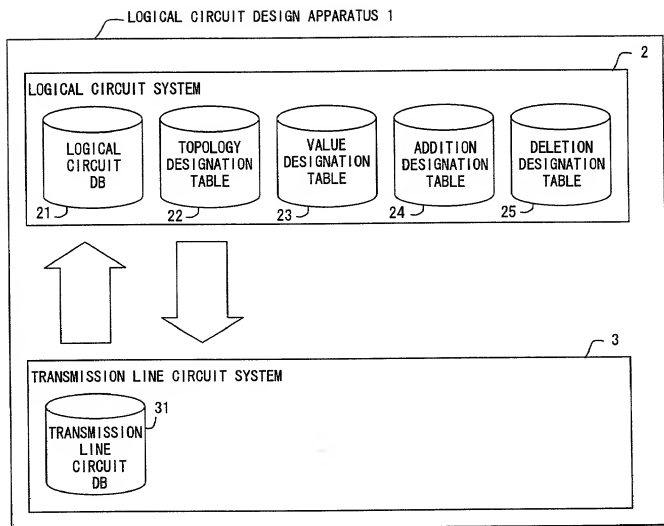 LOGICAL CIRCUIT DESIGN APPARATUS 1
2
LOGICAL CIRCUIT SYSTEM
LOGICAL
CIRCUIT
DB
21
TOPOLOGY
DESIGNATION
TABLE
22
VALUE
DESIGNATION
TABLE
23
ADDITION
DESIGNATION
TABLE
24
DELETION
DESIGNATION
TABLE
25
3
TRANSMISSION LINE CIRCUIT SYSTEM
31
TRANSMISSION
LINE
CIRCUIT
DB